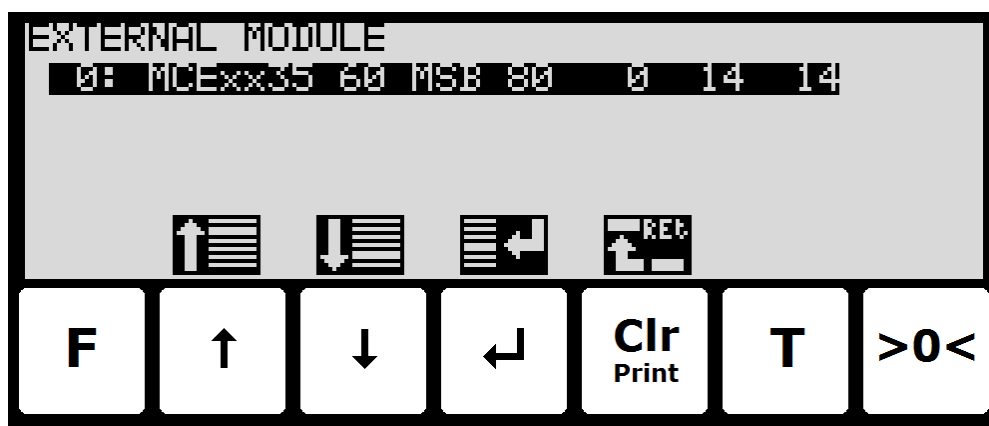 EXTERNAL MODULE
0: MCExx35 60 MSB 80 0 14 14
RET
F ↑ ↓ ↵ Clr T >0<
Print